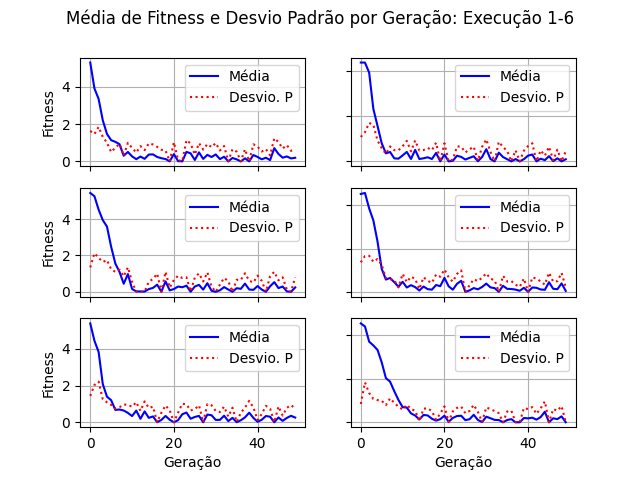 Média de Fitness e Desvio Padrão por Geração: Execução 1-6
Fitness
4
2
0
Média
Desvio. P
Média
Desvio. P
Fitness
4
2
0
Média
Desvio. P
Média
Desvio. P
Fitness
4
2
0
Média
Desvio. P
Média
Desvio. P
0 20 40
0 20 40
Geração
Geração